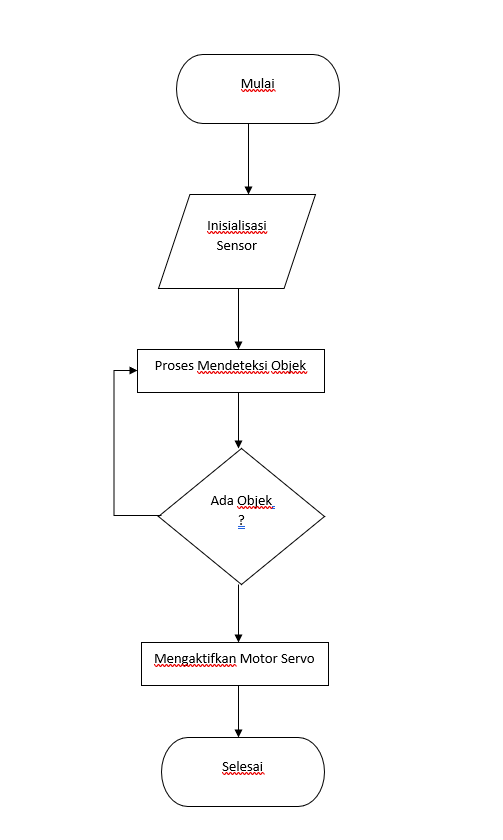 Mulai
Inisialisasi
Sensor
Proses Mendeteksi Objek
Ada Objek
?
Mengaktifkan Motor Servo
Selesai